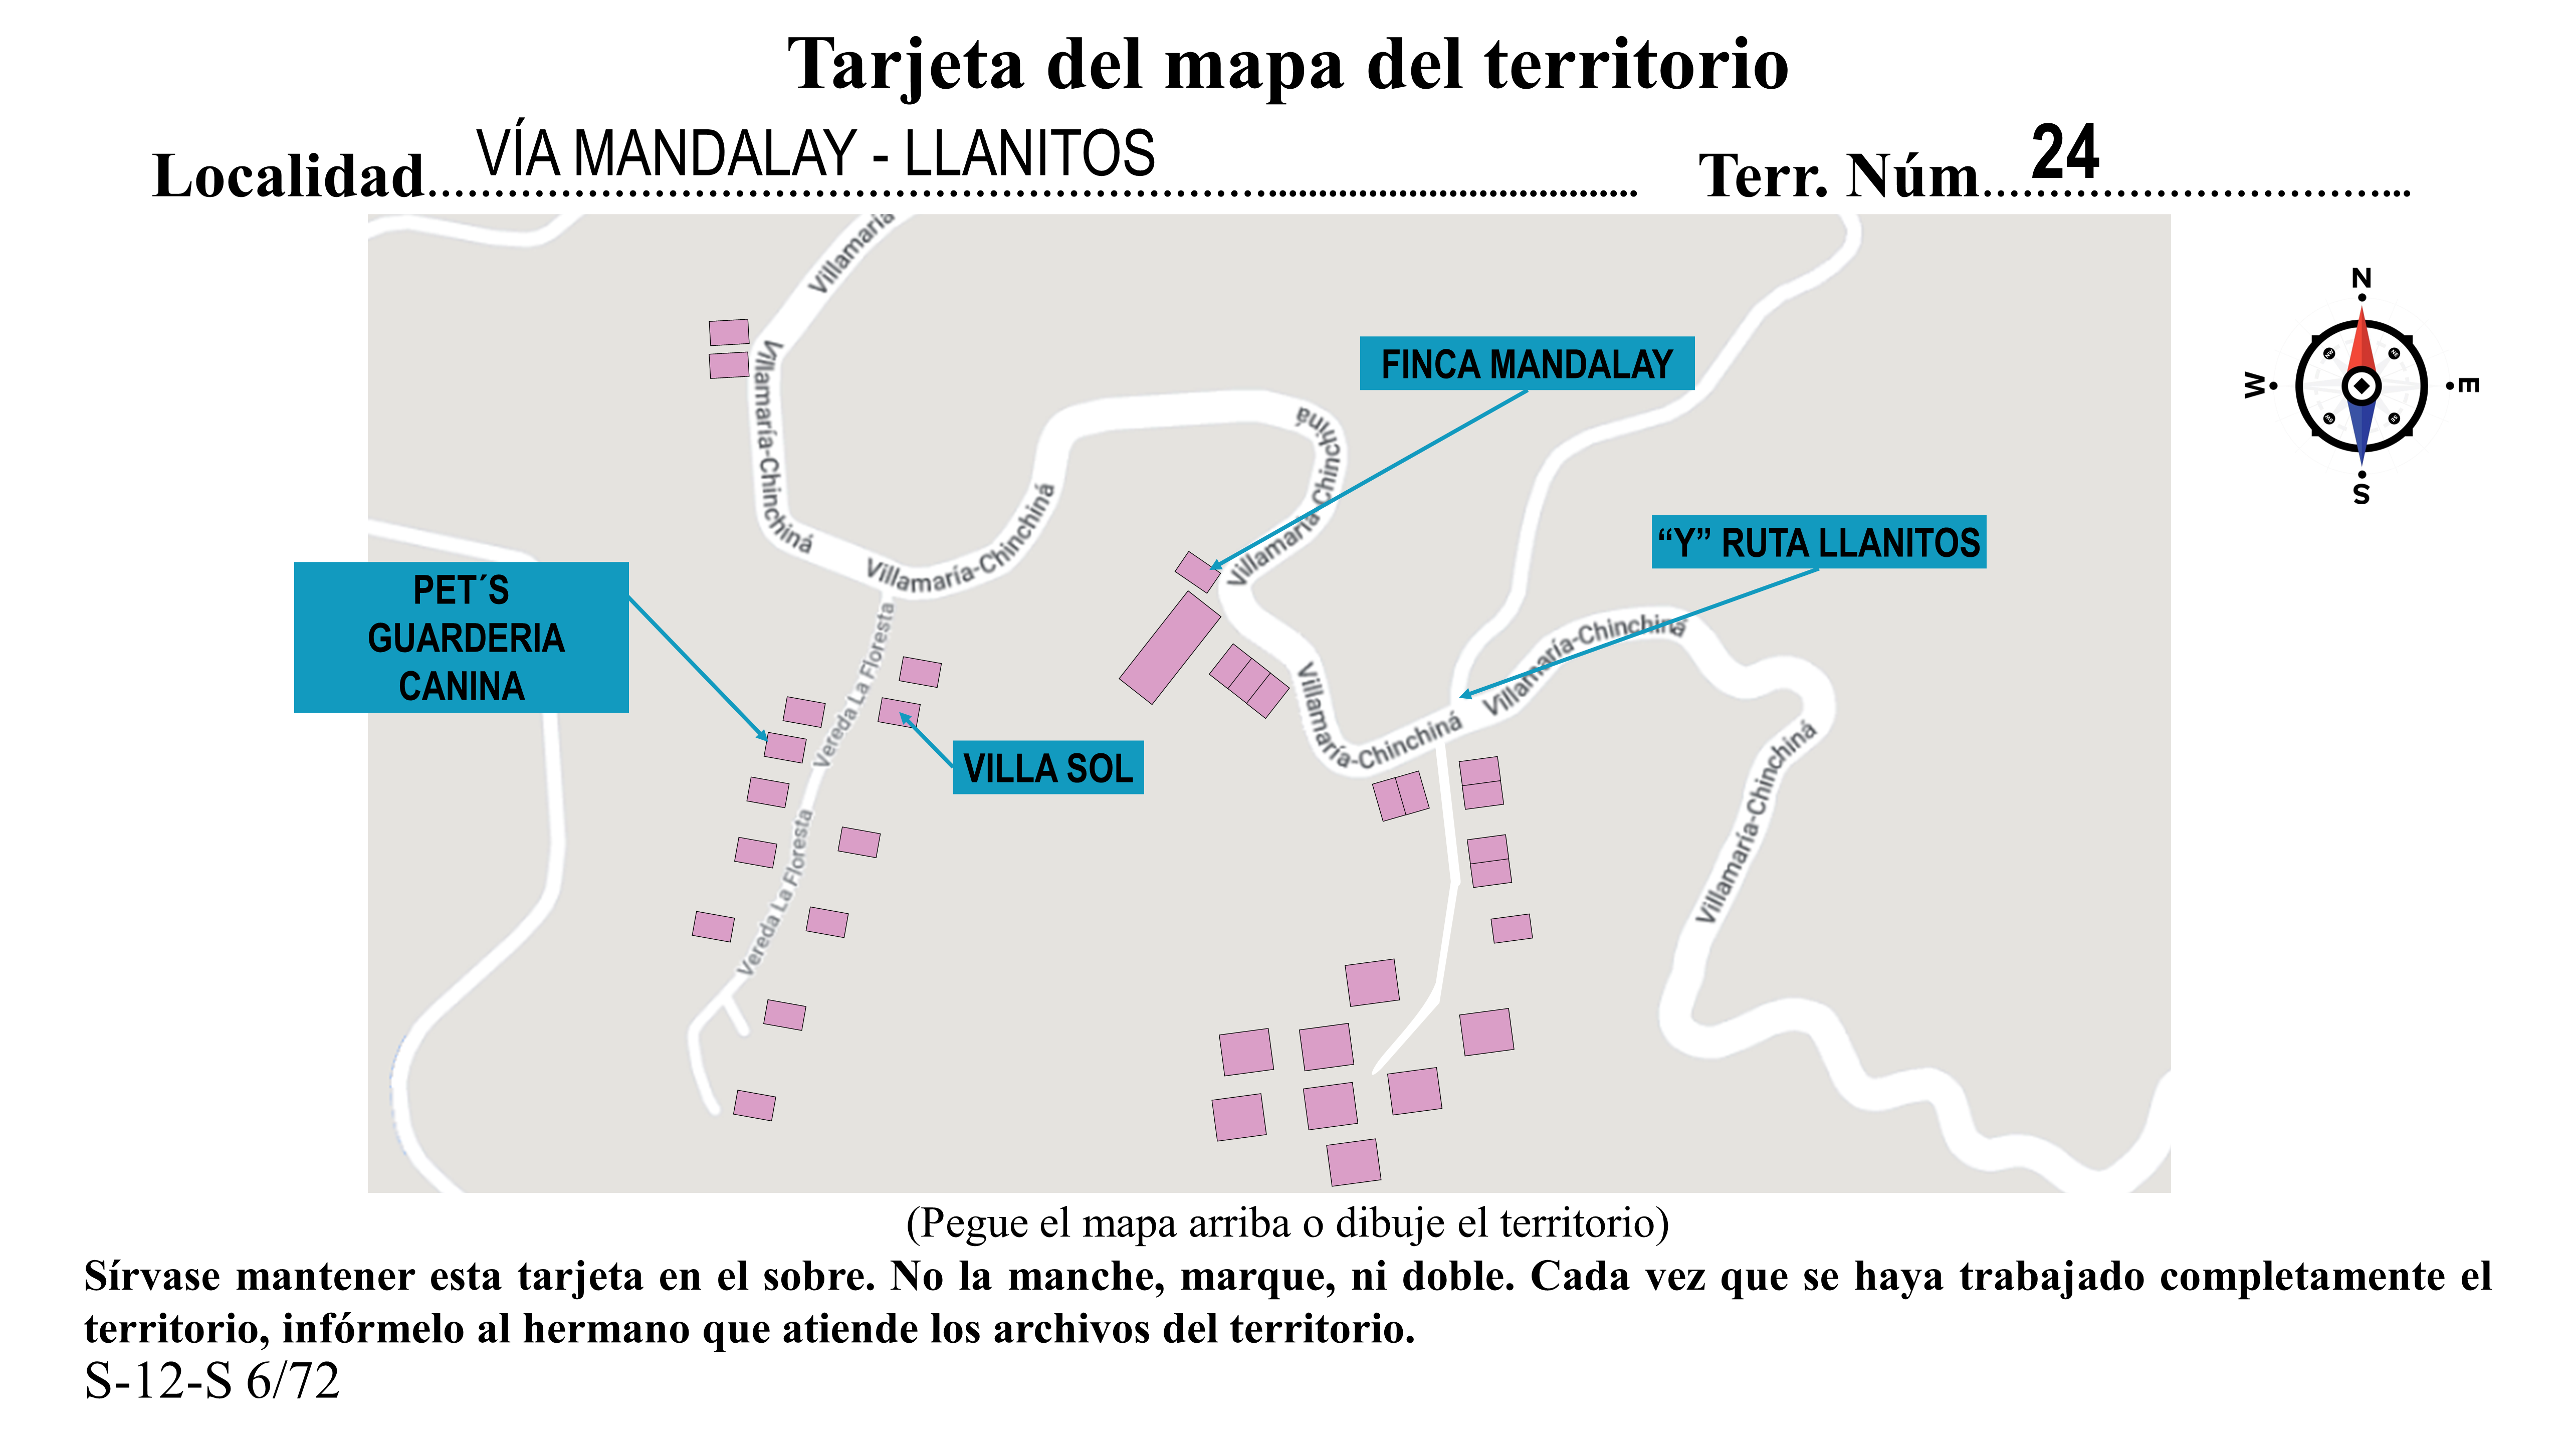 Tarjeta del mapa del territorio
Localidad VÍA MANDALAY - LLANITOS Terr. Núm 24
Villamaría
Villamaría-Chinchiná
Villamaría-Chinchiná
Chinchiná
Villamaría
Villamaría-Chinchiná
Villamaría-Chinchiná
Villamaría-Chinchiná
Vereda La Floresta
Vereda La Floresta
FINCA MANDALAY
"Y" RUTA LLANITOS
PET´S
GUARDERIA
CANINA
VILLA SOL
N
W
E
S
(Pegue el mapa arriba o dibuje el territorio)
Sírvase mantener esta tarjeta en el sobre. No la manche, marque, ni doble. Cada vez que se haya trabajado completamente el
territorio, infórmelo al hermano que atiende los archivos del territorio.
S-12-S 6/72